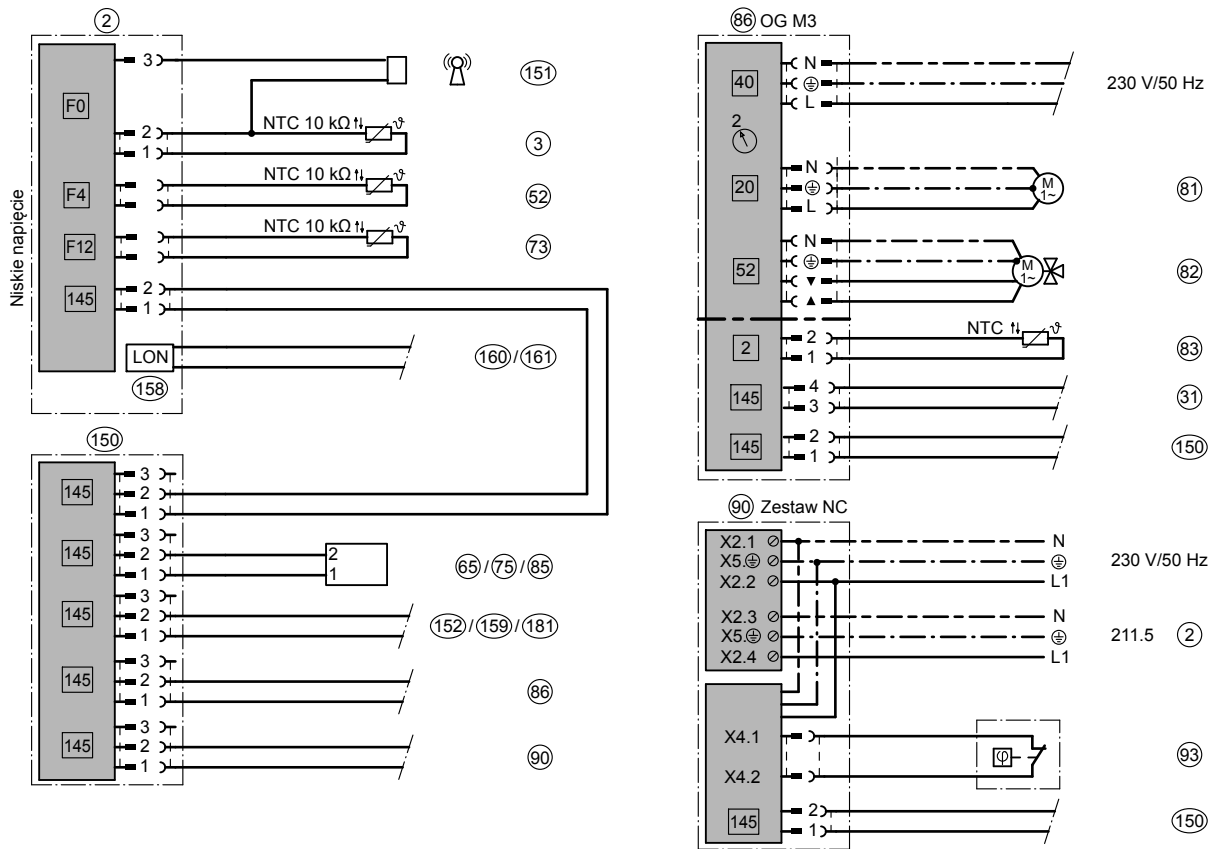 2
3
151
F0
2 NTC 10 kΩ ϑ
1
3
F4 NTC 10 kΩ ϑ
52
F12 NTC 10 kΩ ϑ
73
Niskie napięcie
145 2
1
LON
158
160 / 161
150
145 3
2
1
145 3
2 2
1 1
65 / 75 / 85
145 3
2
1
152 / 159 / 181
145 3
2
1
86
145 3
2
1
90
86 OG M3
40 N
L
230 V/50 Hz
2
20 N
L
M
1~
81
52 N
▼
▲
M
1~
82
2 2 NTC ϑ
1
83
145 4
3
31
145 2
1
150
90 Zestaw NC
X2.1 N
X5.
X2.2 L1
230 V/50 Hz
X2.3 N
X5.
X2.4 L1
211.5 2
X4.1
X4.2
φ
93
145 2
1
150